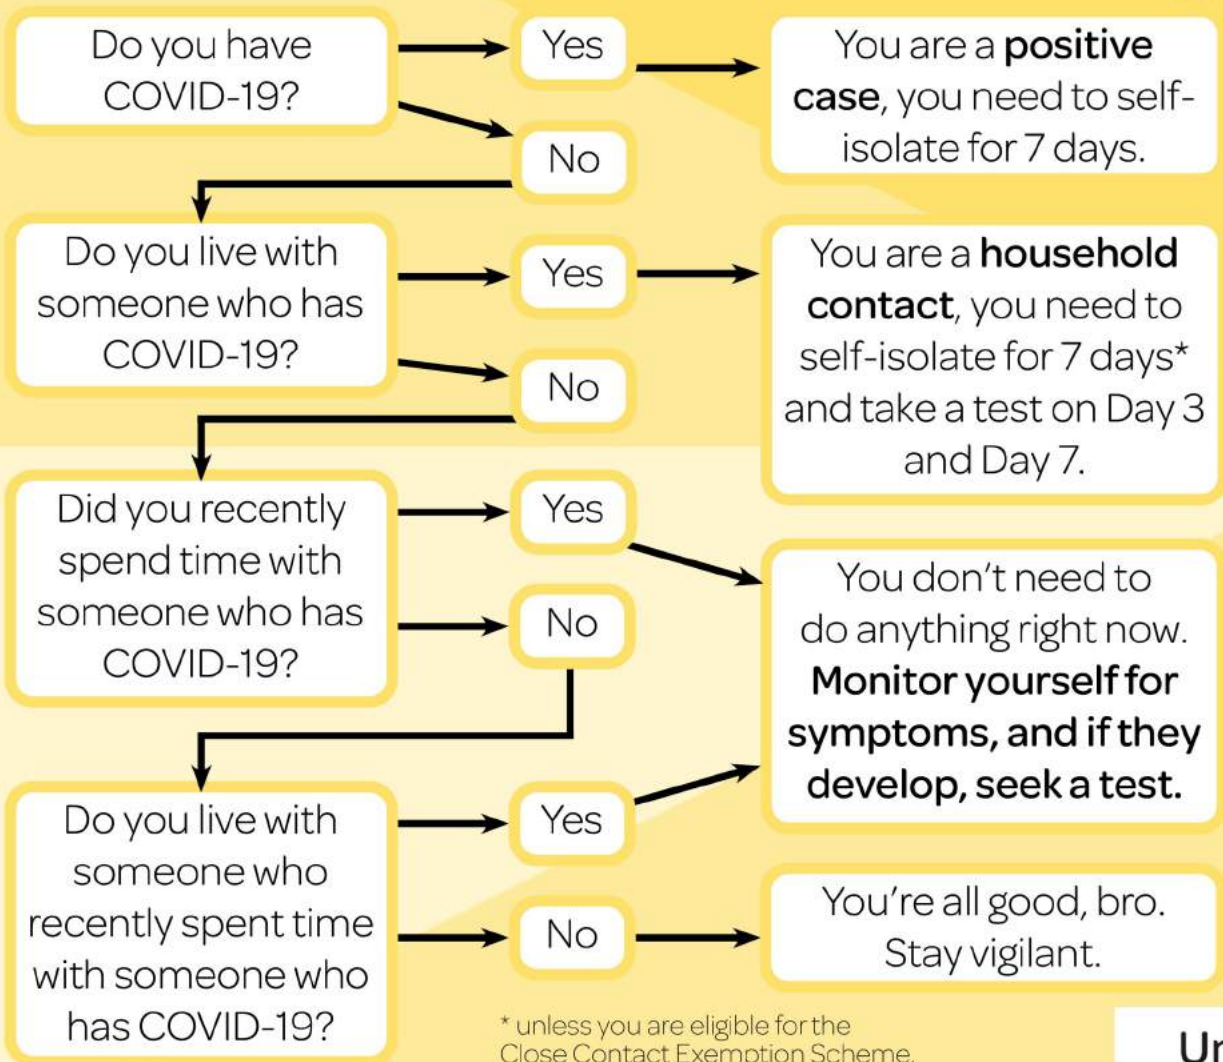 Do you have
COVID-19?
Yes
You are a positive
case, you need to self-
isolate for 7 days.
No
Do you live with
someone who has
COVID-19?
Yes
You are a household
contact, you need to
self-isolate for 7 days*
and take a test on Day 3
and Day 7.
No
Did you recently
spend time with
someone who has
COVID-19?
Yes
No
You don't need to
do anything right now.
Monitor yourself for
symptoms, and if they
develop, seek a test.
Do you live with
someone who
recently spent time
with someone who
has COVID-19?
Yes
No
You're all good, bro.
Stay vigilant.
* unless you are eligible for the
Close Contact Exemption Scheme.